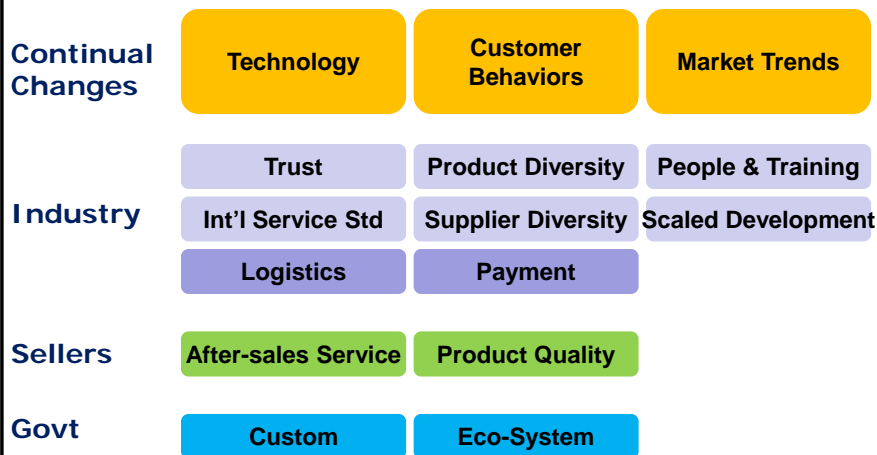 Continual
Changes
Technology
Customer
Behaviors
Market Trends
Trust
Product Diversity
People & Training
Industry
Int'l Service Std
Supplier Diversity
Scaled Development
Logistics
Payment
Sellers
After-sales Service
Product Quality
Govt
Custom
Eco-System